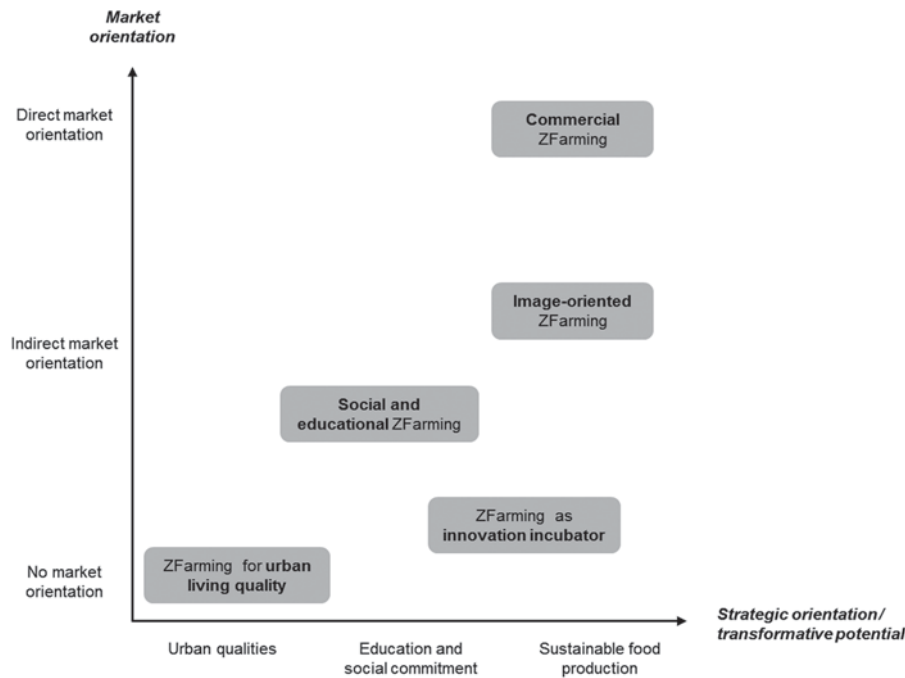 Market
orientation
Direct market
orientation
Commercial
ZFarming
Image-oriented
ZFarming
Indirect market
orientation
Social and
educational ZFarming
ZFarming as
innovation incubator
ZFarming for urban
living quality
No market
orientation
Strategic orientation/
transformative potential
Urban qualities
Education and
social commitment
Sustainable food
production